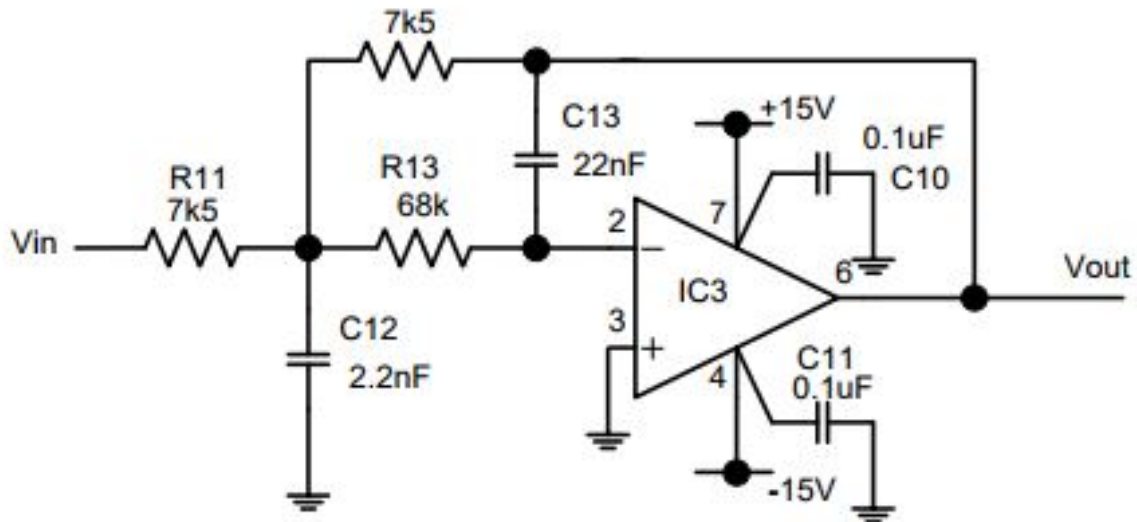 7k5
+15V
C13
0.1uF
22nF
C10
R11
R13
7k5
68k
7
2
Vin
6
Vout
IC3
3
C12
C11
2.2nF
4
0.1uF
-15V